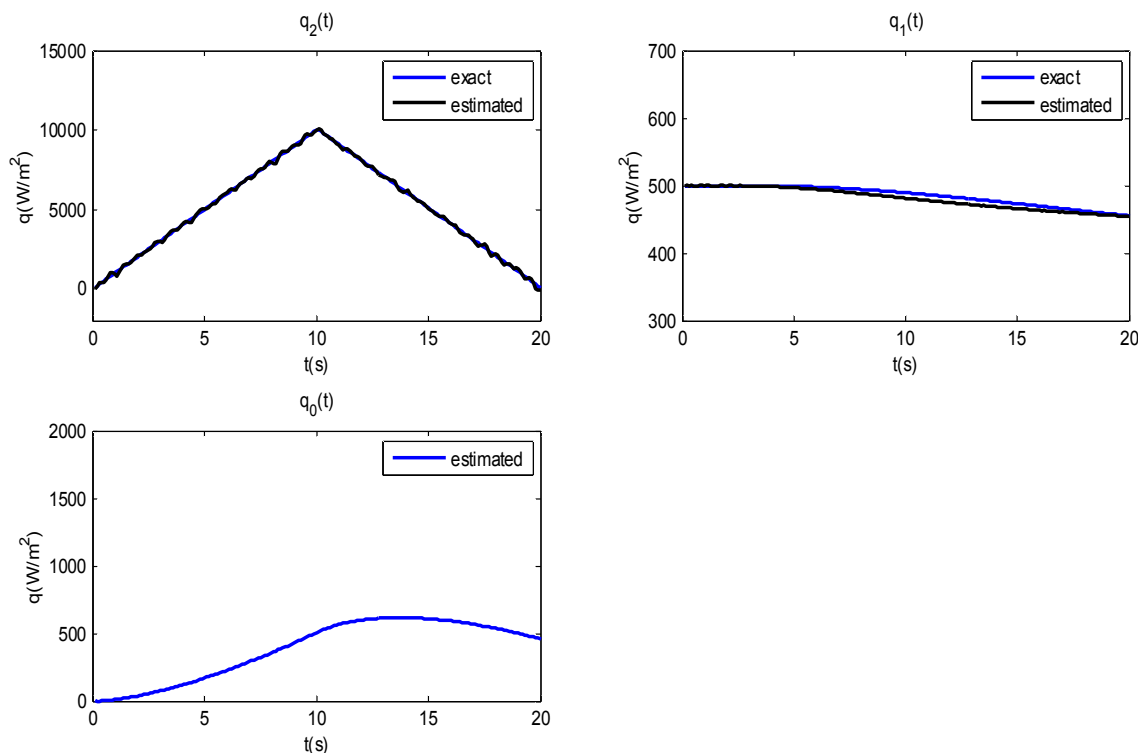 q₂(t)
15000
10000
5000
0
q(W/m²)
exact
estimated
0 5 10 15 20
t(s)
q₁(t)
700
600
500
400
300
q(W/m²)
exact
estimated
0 5 10 15 20
t(s)
q₀(t)
2000
1500
1000
500
0
q(W/m²)
estimated
0 5 10 15 20
t(s)